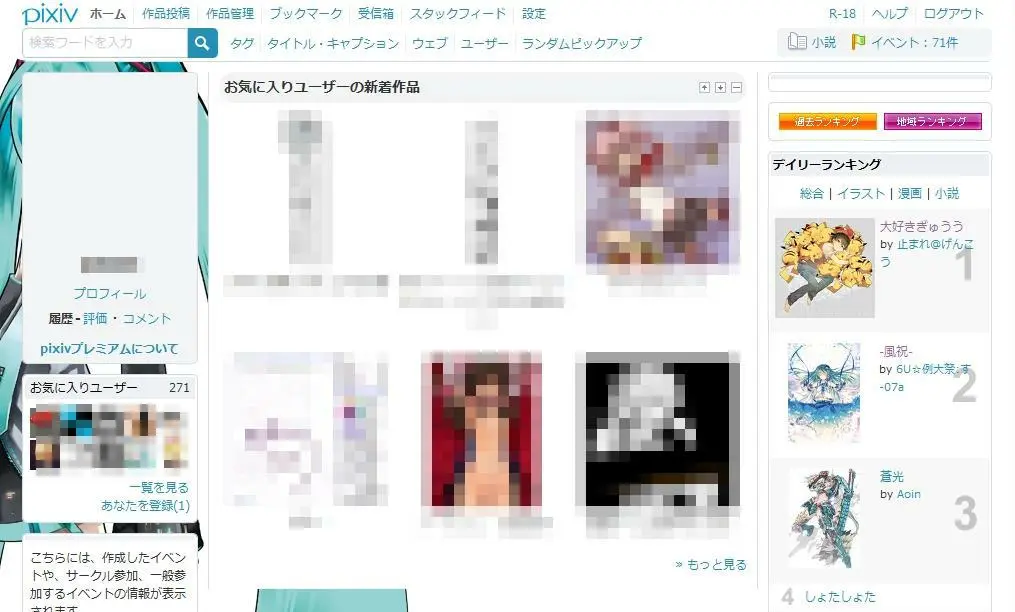 pixiv ホーム 作品投稿 作品管理 ブックマーク 受信箱 スタックフィード 設定 R-18 ヘルプ ログアウト
検索ワードを入力 タグ タイトル・キャプション ウェブ ユーザー ランダムピックアップ 小説 イベント：71件
お気に入りユーザーの新着作品
プロフィール
履歴-評価・コメント
pixivプレミアムについて
お気に入りユーザー 271
一覧を見る
あなたを登録(1)
こちらには、作成したイベン
トや、サークル参加、一般参
加するイベントの情報が表示
されます
» もっと見る
過去ランキング 地域ランキング
デイリーランキング
総合 | イラスト | 漫画 | 小説
大好きぎゅうう
by 止まれ@げんこ
う
1
-風祝-
by 6U☆例大祭:す
-07a
2
蒼光
by Aoin
3
4 しょたしょた